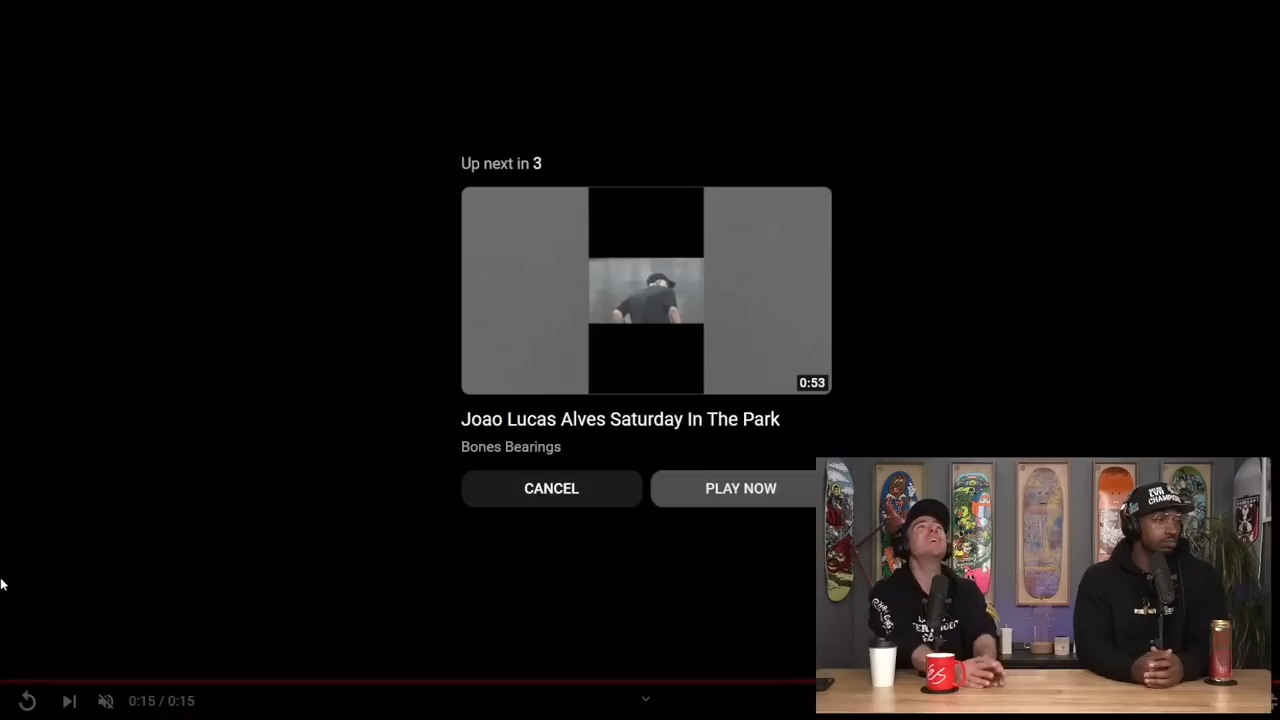 Up next in 3
0:53
Joao Lucas Alves Saturday In The Park
Bones Bearings
CANCEL
PLAY NOW
0:15 / 0:15
éS